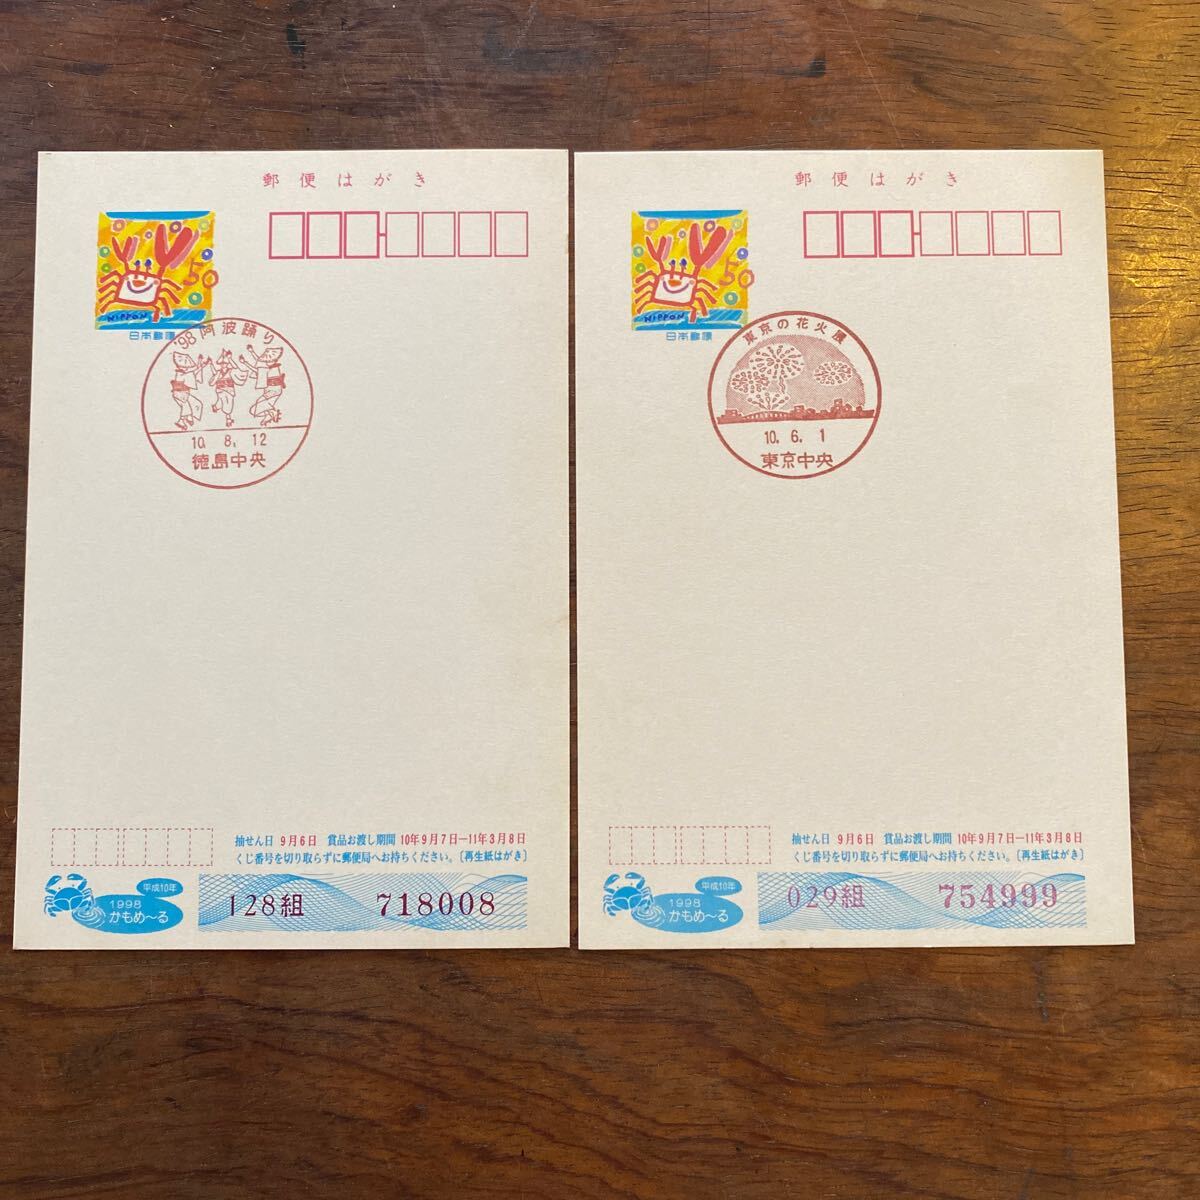 郵便はがき
50
NIPPON
日本郵便
'98阿波踊り
10. 8. 12
徳島中央
抽せん日 9月6日 賞品お渡し期間 10年9月7日ー11年3月8日
くじ番号を切り取らずに郵便局へお持ちください。〔再生紙はがき〕
平成10年
1998
かもめ〜る
128組 718008
郵便はがき
50
NIPPON
日本郵便
東京の花火展
10. 6. 1
東京中央
抽せん日 9月6日 賞品お渡し期間 10年9月7日ー11年3月8日
くじ番号を切り取らずに郵便局へお持ちください。〔再生紙はがき〕
平成10年
1998
かもめ〜る
029組 754999